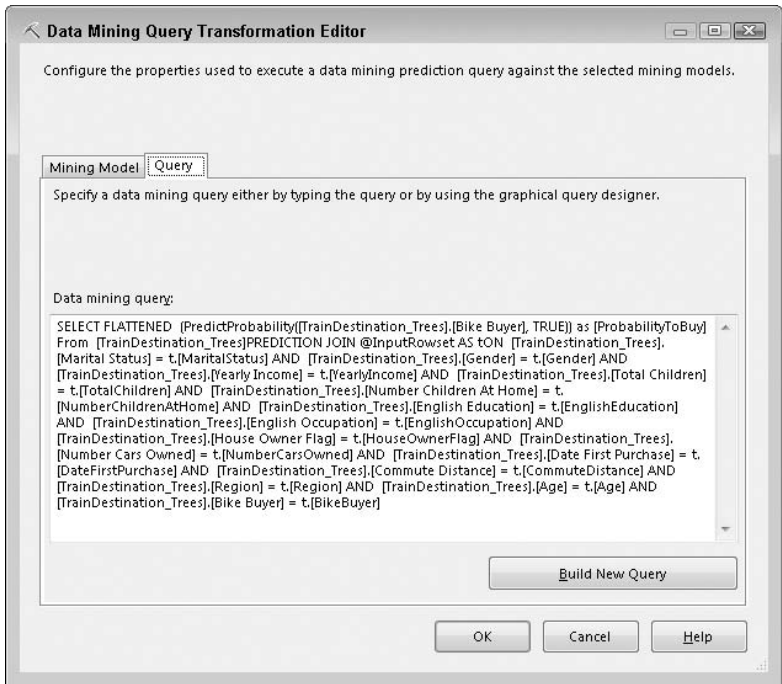 Data Mining Query Transformation Editor
Configure the properties used to execute a data mining prediction query against the selected mining models.
Mining Model
Query
Specify a data mining query either by typing the query or by using the graphical query designer.
Data mining query:
SELECT FLATTENED (PredictProbability([TrainDestination_Trees].[Bike Buyer], TRUE)) as [ProbabilityToBuy]
From [TrainDestination_Trees]PREDICTION JOIN @InputRowset AS tON [TrainDestination_Trees].
[Marital Status] = t.[MaritalStatus] AND [TrainDestination_Trees].[Gender] = t.[Gender] AND
[TrainDestination_Trees].[Yearly Income] = t.[YearlyIncome] AND [TrainDestination_Trees].[Total Children]
= t.[TotalChildren] AND [TrainDestination_Trees].[Number Children At Home] = t.
[NumberChildrenAtHome] AND [TrainDestination_Trees].[English Education] = t.[EnglishEducation]
AND [TrainDestination_Trees].[English Occupation] = t.[EnglishOccupation] AND
[TrainDestination_Trees].[House Owner Flag] = t.[HouseOwnerFlag] AND [TrainDestination_Trees].
[Number Cars Owned] = t.[NumberCarsOwned] AND [TrainDestination_Trees].[Date First Purchase] = t.
[DateFirstPurchase] AND [TrainDestination_Trees].[Commute Distance] = t.[CommuteDistance] AND
[TrainDestination_Trees].[Region] = t.[Region] AND [TrainDestination_Trees].[Age] = t.[Age] AND
[TrainDestination_Trees].[Bike Buyer] = t.[BikeBuyer]
Build New Query
OK
Cancel
Help